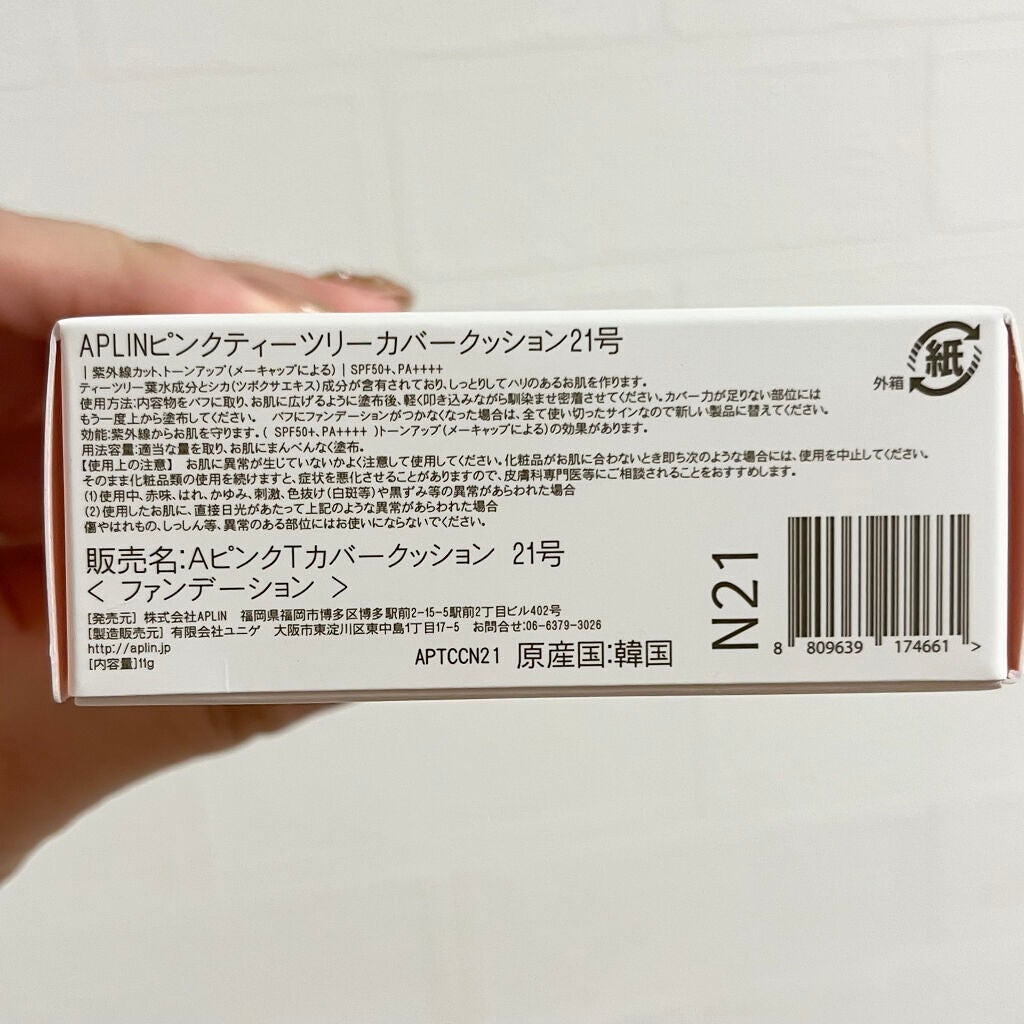 APLINピンクティーツリーカバークッション21号
| 紫外線カット、トーンアップ(メーキャップによる) | SPF50+、PA++++
ティーツリー葉水成分とシカ(ツボクサエキス)成分が含有されており、しっとりしてハリのあるお肌を作ります。
使用方法:内容物をパフに取り、お肌に広げるように塗布後、軽く叩き込みながら馴染ませ密着させてください。カバー力が足りない部位には
もう一度上から塗布してください。 パフにファンデーションがつかなくなった場合は、全て使い切ったサインなので新しい製品に替えてください。
効能:紫外線からお肌を守ります。( SPF50+、PA++++ )トーンアップ(メーキャップによる)の効果があります。
用法容量:適当な量を取り、お肌にまんべんなく塗布。
【使用上の注意】 お肌に異常が生じていないかよく注意して使用してください。化粧品がお肌に合わないとき即ち次のような場合には、使用を中止してください。
そのまま化粧品類の使用を続けますと、症状を悪化させることがありますので、皮膚科専門医等にご相談されることをおすすめします。
(1)使用中、赤味、はれ、かゆみ、刺激、色抜け(白斑等)や黒ずみ等の異常があらわれた場合
(2)使用したお肌に、直接日光があたって上記のような異常があらわれた場合
傷やはれもの、しっしん等、異常のある部位にはお使いにならないでください。
販売名:AピンクTカバークッション 21号
< ファンデーション >
[発売元] 株式会社APLIN 福岡県福岡市博多区博多駅前2-15-5駅前2丁目ビル402号
[製造販売元] 有限会社ユニゲ 大阪市東淀川区東中島1丁目17-5 お問合せ:06-6379-3026
http://aplin.jp
[内容量]11g
APTCCN21 原産国:韓国
N21
8 809639 174661 >
外箱
紙